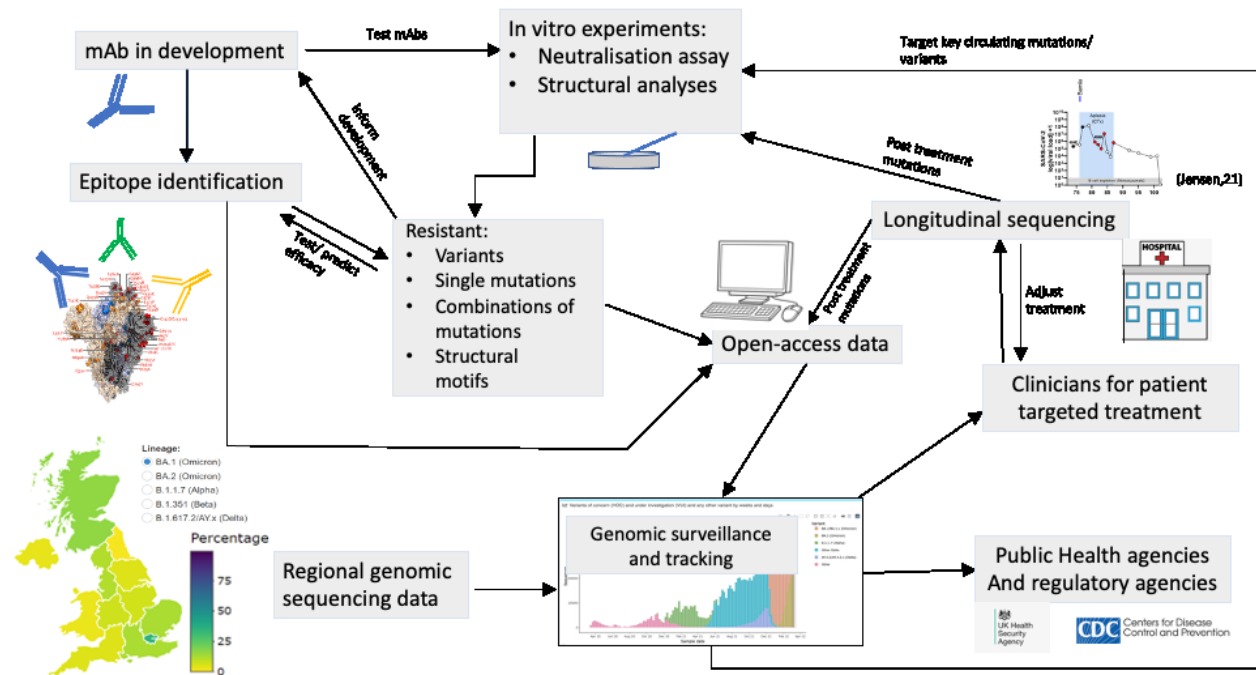 mAb in development
Test mAbs
In vitro experiments:
• Neutralisation assay
• Structural analyses
Target key circulating mutations/
variants
Inform
development
Epitope identification
Test/ predict
efficacy
Resistant:
• Variants
• Single mutations
• Combinations of
mutations
• Structural
motifs
Post treatment
mutations
(Jensen,21]
Longitudinal sequencing
HOSPITAL
Post treatment
mutations
Adjust
treatment
Open-access data
Clinicians for patient
targeted treatment
Lineage:
BA.1 (Omicron)
BA.2 (Omicron)
B.1.1.7 (Alpha)
B.1.351 (Beta)
B.1.617.2/AY.x (Delta)
Percentage
75
50
25
0
Regional genomic
sequencing data
Genomic surveillance
and tracking
Sample date
Public Health agencies
And regulatory agencies
UK Health
Security
Agency
CDC
Centers for Disease
Control and Prevention